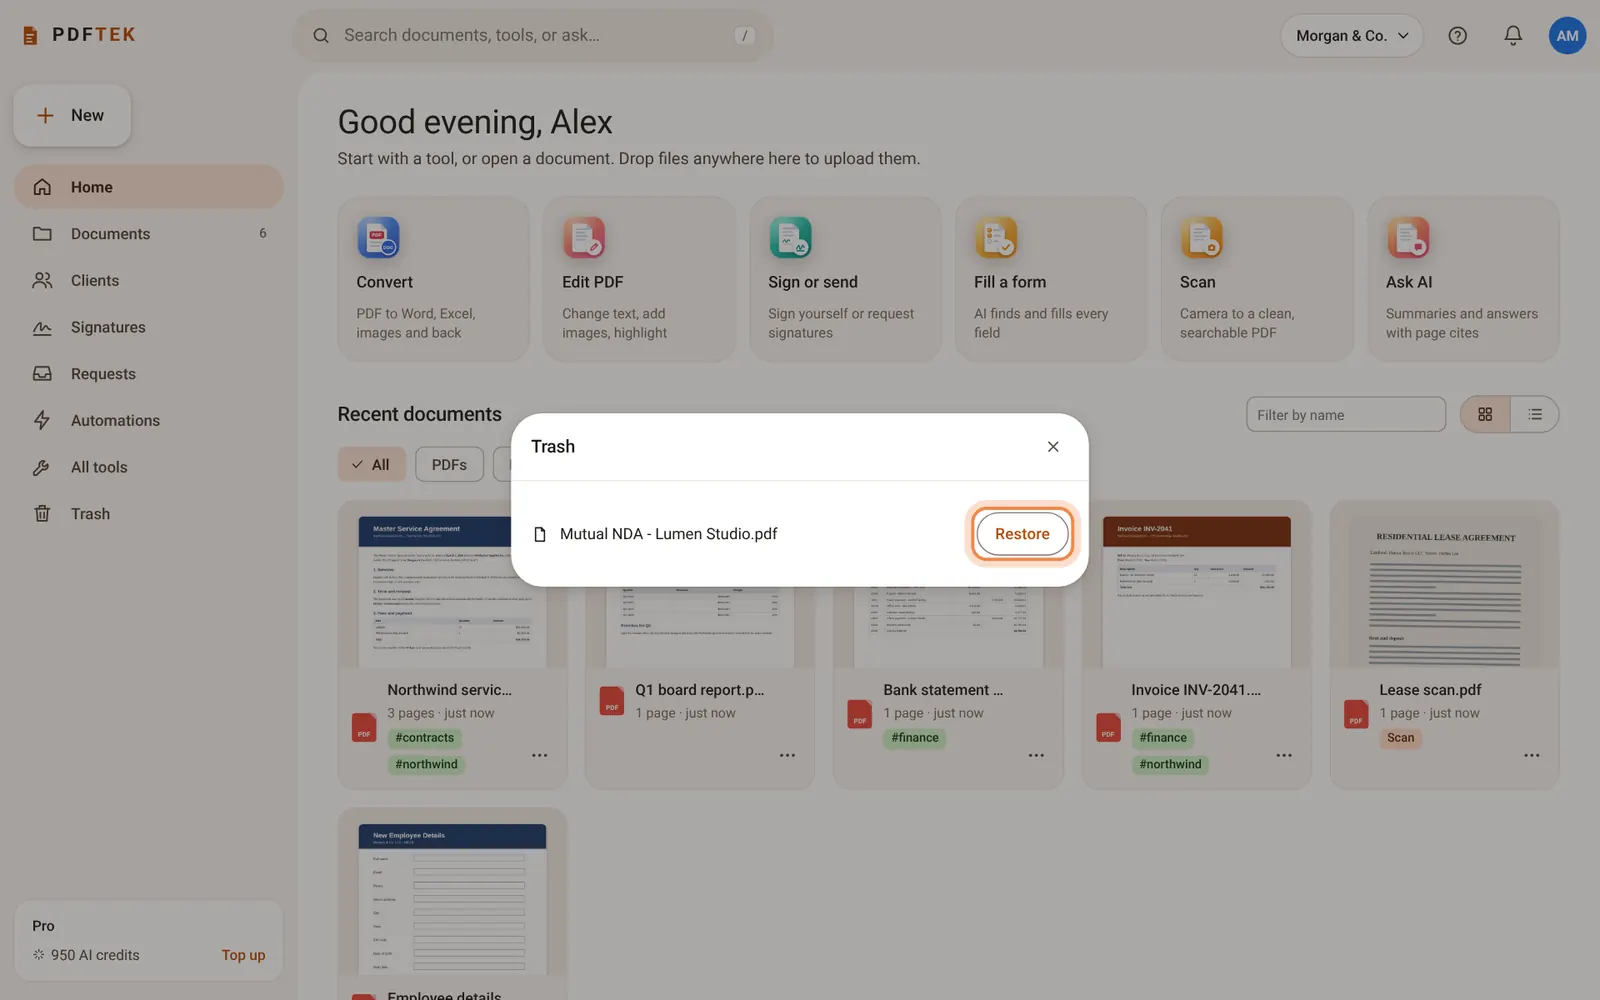 PDFTEK
Search documents, tools, or ask...
/
Morgan & Co.
AM
New
Home
Documents 6
Clients
Signatures
Requests
Automations
All tools
Trash
Good evening, Alex
Start with a tool, or open a document. Drop files anywhere here to upload them.
Convert
PDF to Word, Excel,
images and back
Edit PDF
Change text, add
images, highlight
Sign or send
Sign yourself or request
signatures
Fill a form
AI finds and fills every
field
Scan
Camera to a clean,
searchable PDF
Ask AI
Summaries and answers
with page cites
Recent documents
Filter by name
All
PDFs
Trash
Mutual NDA - Lumen Studio.pdf
Restore
Master Service Agreement
Invoice INV-2041
RESIDENTIAL LEASE AGREEMENT
Rent and deposit
Northwind servic...
3 pages · just now
PDF
#contracts
#northwind
Q1 board report.p...
1 page · just now
PDF
Bank statement ...
1 page · just now
PDF
#finance
Invoice INV-2041....
1 page · just now
PDF
#finance
#northwind
Lease scan.pdf
1 page · just now
PDF
Scan
New Employee Details
Employee details
Pro
950 AI credits
Top up